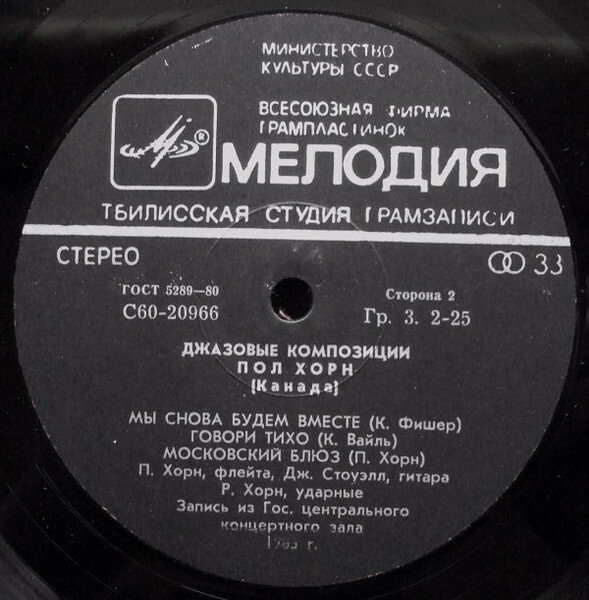 МИНИСТЕРСТВО
КУЛЬТУРЫ СССР
ВСЕСОЮЗНАЯ ФИРМА
ГРАМПЛАСТИНОК
®
МЕЛОДИЯ
ТБИЛИССКАЯ СТУДИЯ ГРАМЗАПИСИ
СТЕРЕО
33
ГОСТ 5289—80
С60-20966
Сторона 2
Гр. 3. 2-25
ДЖАЗОВЫЕ КОМПОЗИЦИИ
ПОЛ ХОРН
(Канада)
МЫ СНОВА БУДЕМ ВМЕСТЕ (К. Фишер)
ГОВОРИ ТИХО (К. Вайль)
МОСКОВСКИЙ БЛЮЗ (П. Хорн)
П. Хорн, флейта, Дж. Стоуэлл, гитара
Р. Хорн, ударные
Запись из Гос. центрального
концертного зала
1983 г.